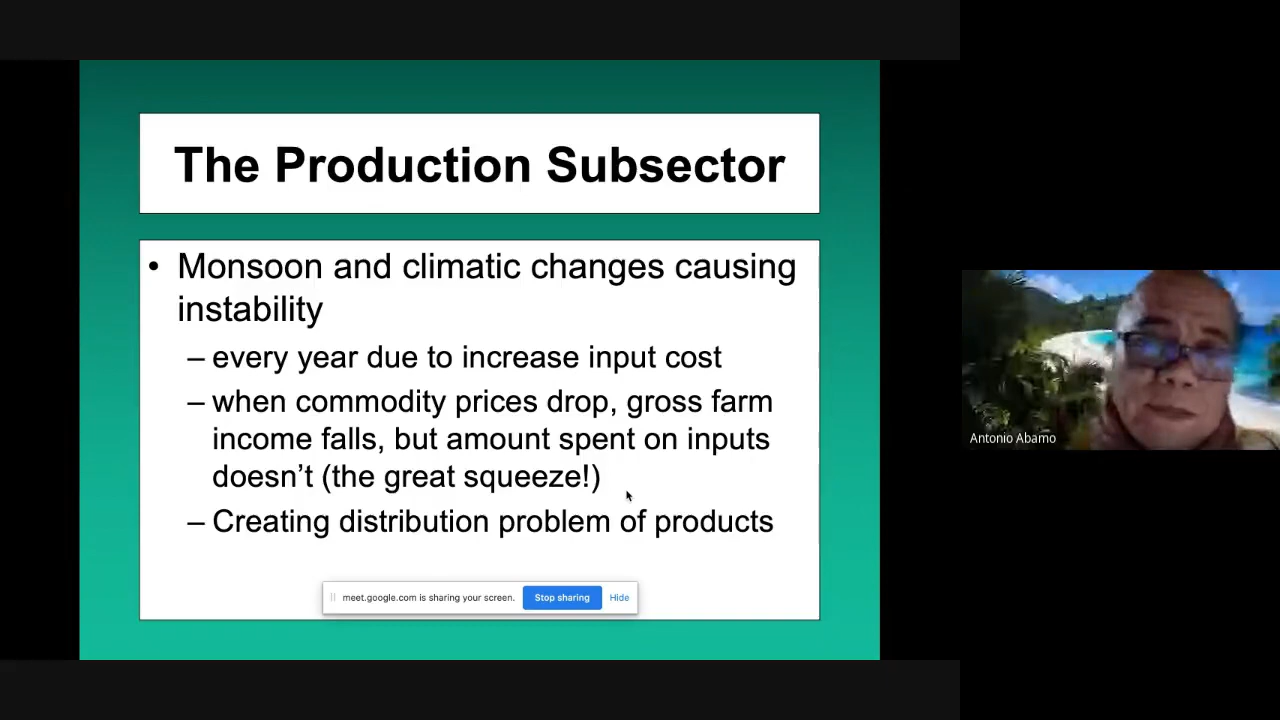 The Production Subsector
• Monsoon and climatic changes causing
instability
– every year due to increase input cost
– when commodity prices drop, gross farm
income falls, but amount spent on inputs
doesn’t (the great squeeze!)
– Creating distribution problem of products
meet.google.com is sharing your screen. Stop sharing Hide
Antonio Abamo